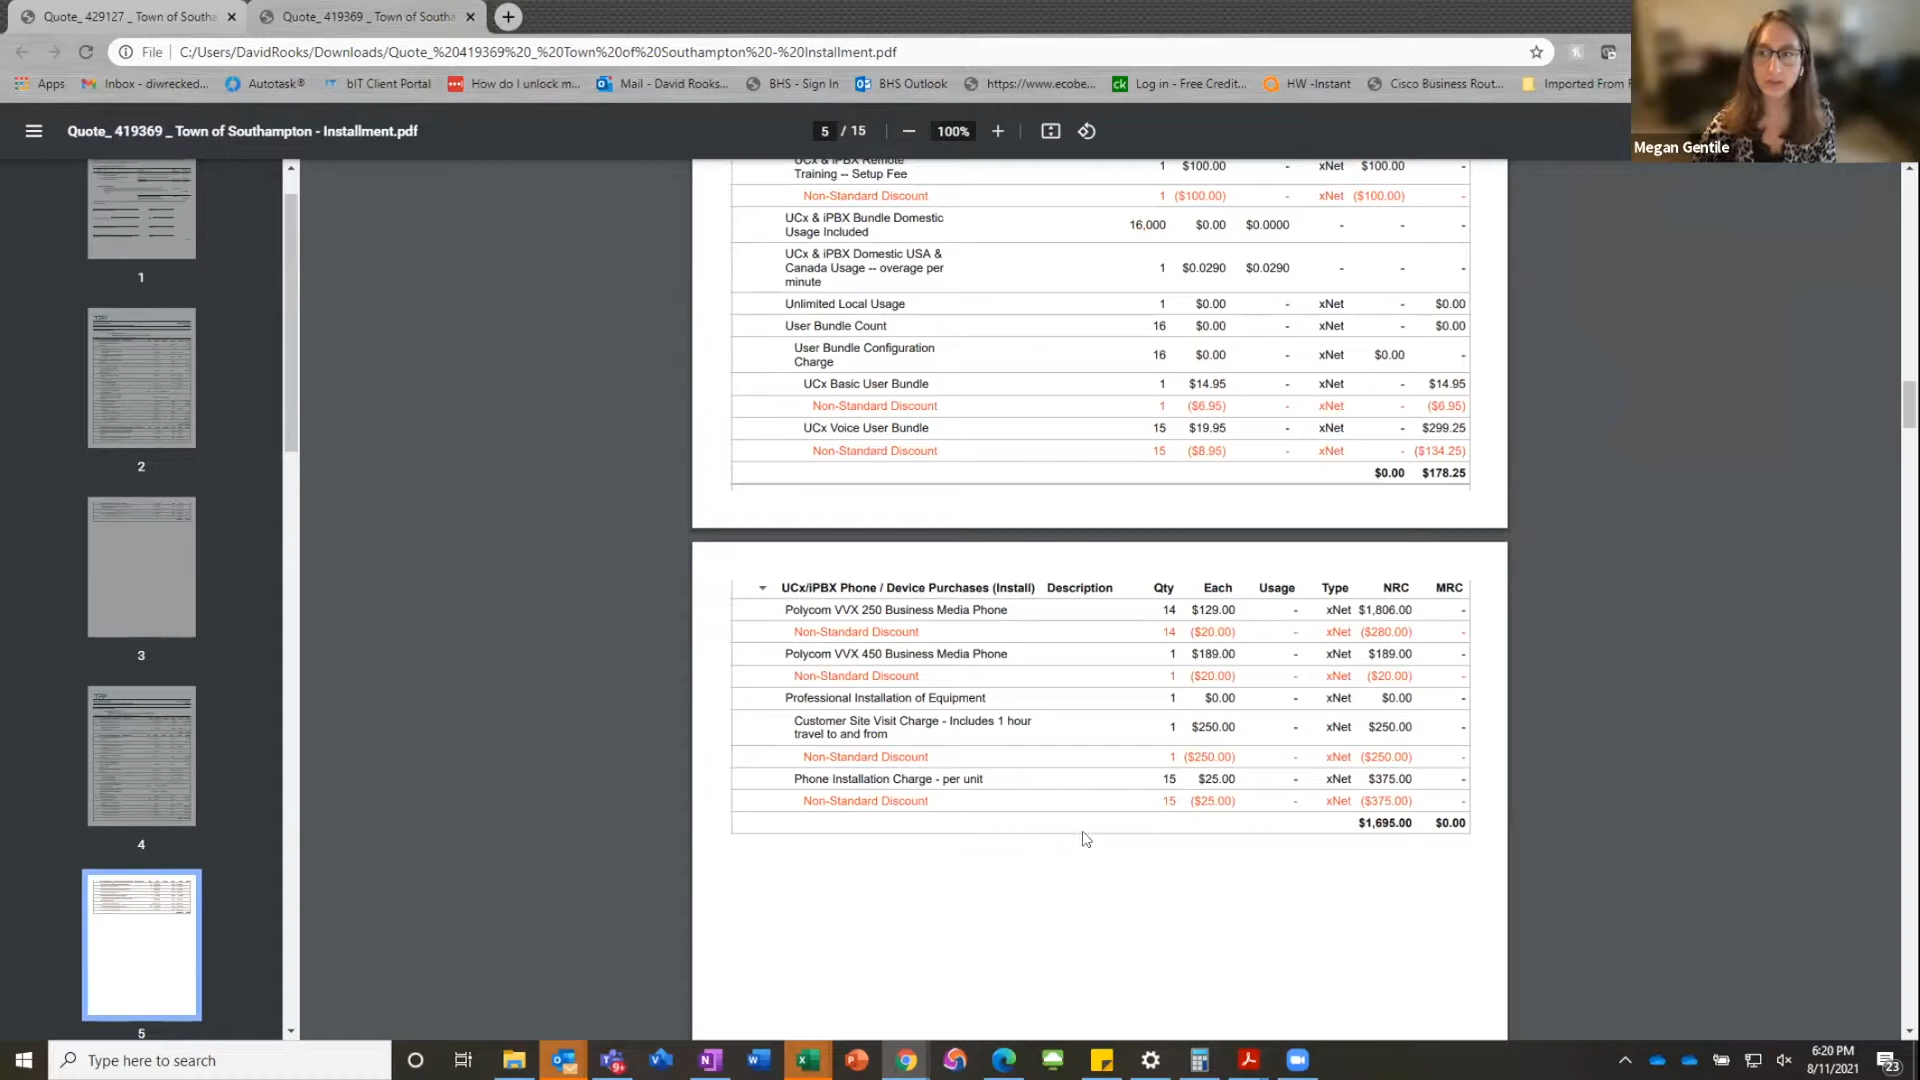 Quote_ 429127 _ Town of Southa
Quote_ 419369 _ Town of Southa
File
C:/Users/DavidRooks/Downloads/Quote_%20419369%20_%20Town%20of%20Southampton%20-%20Installment.pdf
Apps
Inbox - diwrecked...
Autotask®
bIT Client Portal
How do I unlock m...
Mail - David Rooks...
BHS - Sign In
BHS Outlook
https://www.ecobe...
Log in - Free Credit...
HW -Instant
Cisco Business Rout...
Imported From
Megan Gentile
Quote_ 419369 _ Town of Southampton - Installment.pdf
5 / 15
100%
1
2
3
4
5
UCx & iPBX Remote
Training -- Setup Fee 1 $100.00 - xNet $100.00 -
Non-Standard Discount 1 ($100.00) - xNet ($100.00) -
UCx & iPBX Bundle Domestic
Usage Included 16,000 $0.00 $0.0000 - - -
UCx & iPBX Domestic USA &
Canada Usage -- overage per 1 $0.0290 $0.0290 - - -
minute
Unlimited Local Usage 1 $0.00 - xNet - $0.00
User Bundle Count 16 $0.00 - xNet - $0.00
User Bundle Configuration
Charge 16 $0.00 - xNet $0.00 -
UCx Basic User Bundle 1 $14.95 - xNet - $14.95
Non-Standard Discount 1 ($6.95) - xNet - ($6.95)
UCx Voice User Bundle 15 $19.95 - xNet - $299.25
Non-Standard Discount 15 ($8.95) - xNet - ($134.25)
$0.00 $178.25
UCx/iPBX Phone / Device Purchases (Install) Description Qty Each Usage Type NRC MRC
Polycom VVX 250 Business Media Phone 14 $129.00 - xNet $1,806.00 -
Non-Standard Discount 14 ($20.00) - xNet ($280.00) -
Polycom VVX 450 Business Media Phone 1 $189.00 - xNet $189.00 -
Non-Standard Discount 1 ($20.00) - xNet ($20.00) -
Professional Installation of Equipment 1 $0.00 - xNet $0.00 -
Customer Site Visit Charge - Includes 1 hour
travel to and from 1 $250.00 - xNet $250.00 -
Non-Standard Discount 1 ($250.00) - xNet ($250.00) -
Phone Installation Charge - per unit 15 $25.00 - xNet $375.00 -
Non-Standard Discount 15 ($25.00) - xNet ($375.00) -
$1,695.00 $0.00
Type here to search
6:20 PM
8/11/2021
23